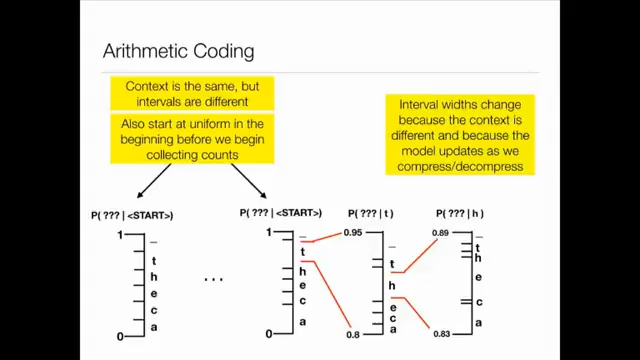 Arithmetic Coding
Context is the same, but
intervals are different
Also start at uniform in the
beginning before we begin
collecting counts
Interval widths change
because the context is
different and because the
model updates as we
compress/decompress
P( ??? | <START>)
1
_
t
h
e
c
a
0
...
P( ??? | <START>)
1
_
t
h
e
c
a
0
P( ??? | t)
0.95
_
t
h
e
c
a
0.8
P( ??? | h)
0.89
_
t
h
e
c
a
0.83